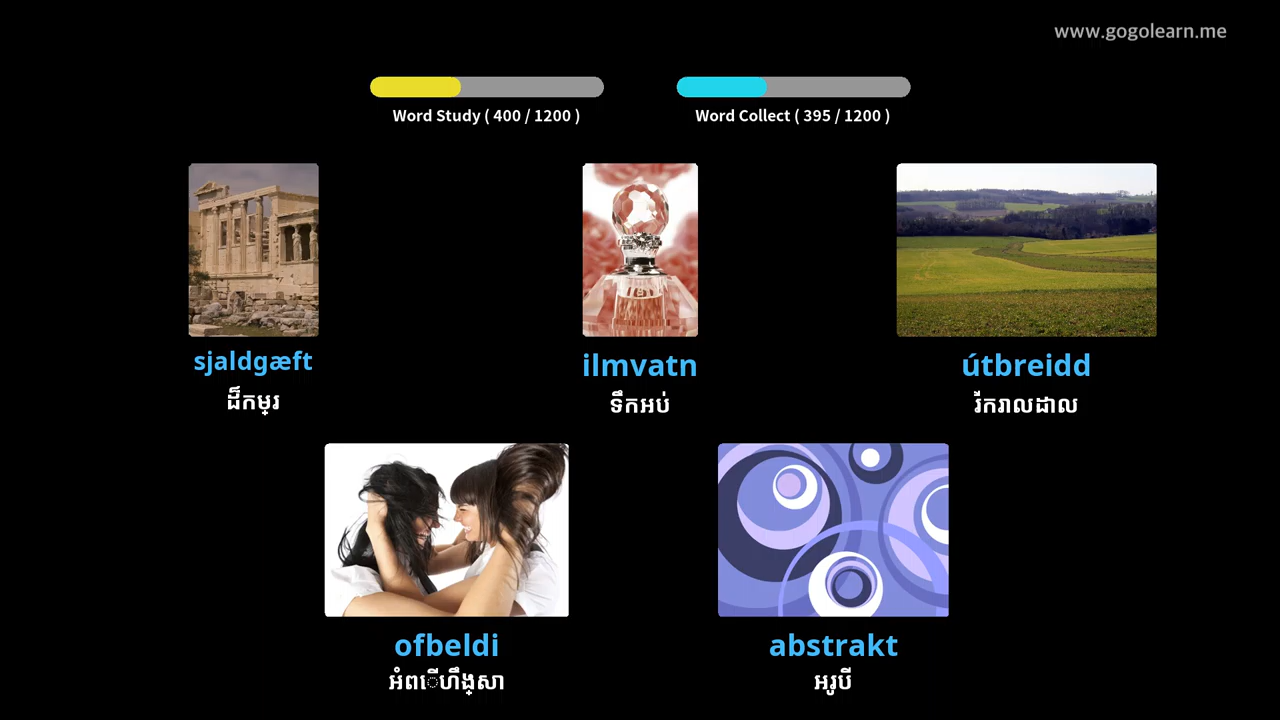 www.gogolearn.me
Word Study ( 400 / 1200 )
Word Collect ( 395 / 1200 )
sjaldgæft
ដ៏កម្រ
ilmvatn
ទឹកអប់
útbreidd
រីករាលដាល
ofbeldi
អំពើហឹង្សា
abstrakt
អរូបី